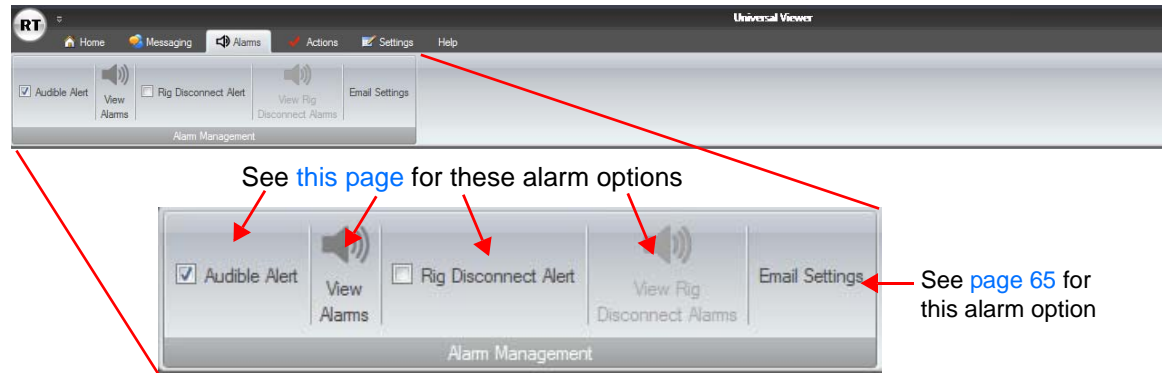 RT
Universal Viewer
Home Messaging Alarms Actions Settings Help
Audible Alert
View
Alarms
Rig Disconnect Alert
View Rig
Disconnect Alarms
Email Settings
Alarm Management
See this page for these alarm options
Audible Alert
View
Alarms
Rig Disconnect Alert
View Rig
Disconnect Alarms
Email Settings
Alarm Management
See page 65 for
this alarm option